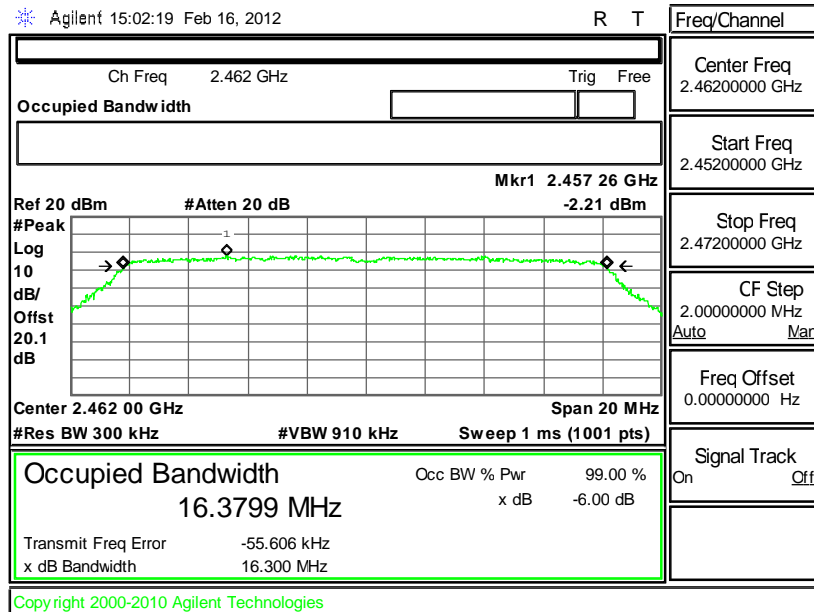 Agilent 15:02:19 Feb 16, 2012 R T
Freq/Channel
Ch Freq 2.462 GHz Trig Free
Occupied Bandwidth
Center Freq
2.46200000 GHz
Start Freq
2.45200000 GHz
Stop Freq
2.47200000 GHz
CF Step
2.00000000 MHz
Auto Man
Freq Offset
0.00000000 Hz
Signal Track
On Off
Mkr1 2.457 26 GHz
Ref 20 dBm #Atten 20 dB -2.21 dBm
#Peak
Log
10
dB/
Offst
20.1
dB
1
Center 2.462 00 GHz Span 20 MHz
#Res BW 300 kHz #VBW 910 kHz Sweep 1 ms (1001 pts)
Occupied Bandwidth
16.3799 MHz
Occ BW % Pwr 99.00 %
x dB -6.00 dB
Transmit Freq Error -55.606 kHz
x dB Bandwidth 16.300 MHz
Copyright 2000-2010 Agilent Technologies